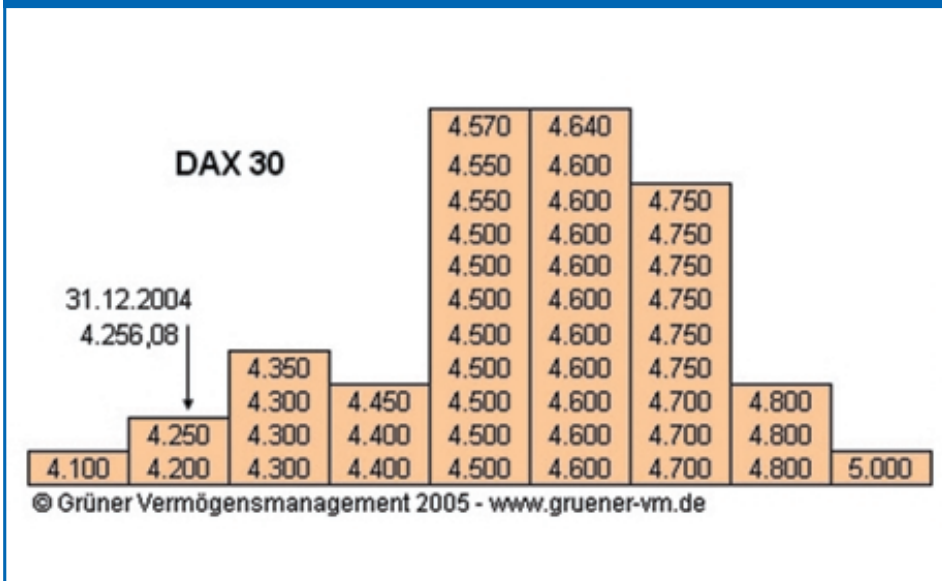 DAX 30
31.12.2004
4.256,08
4.570 4.640
4.550 4.600
4.550 4.600 4.750
4.500 4.600 4.750
4.500 4.600 4.750
4.500 4.600 4.750
4.500 4.600 4.750
4.350 4.500 4.600 4.750
4.300 4.450 4.500 4.600 4.700 4.800
4.250 4.300 4.400 4.500 4.600 4.700 4.800
4.100 4.200 4.300 4.400 4.500 4.600 4.700 4.800 5.000
© Grüner Vermögensmanagement 2005 - www.gruener-vm.de